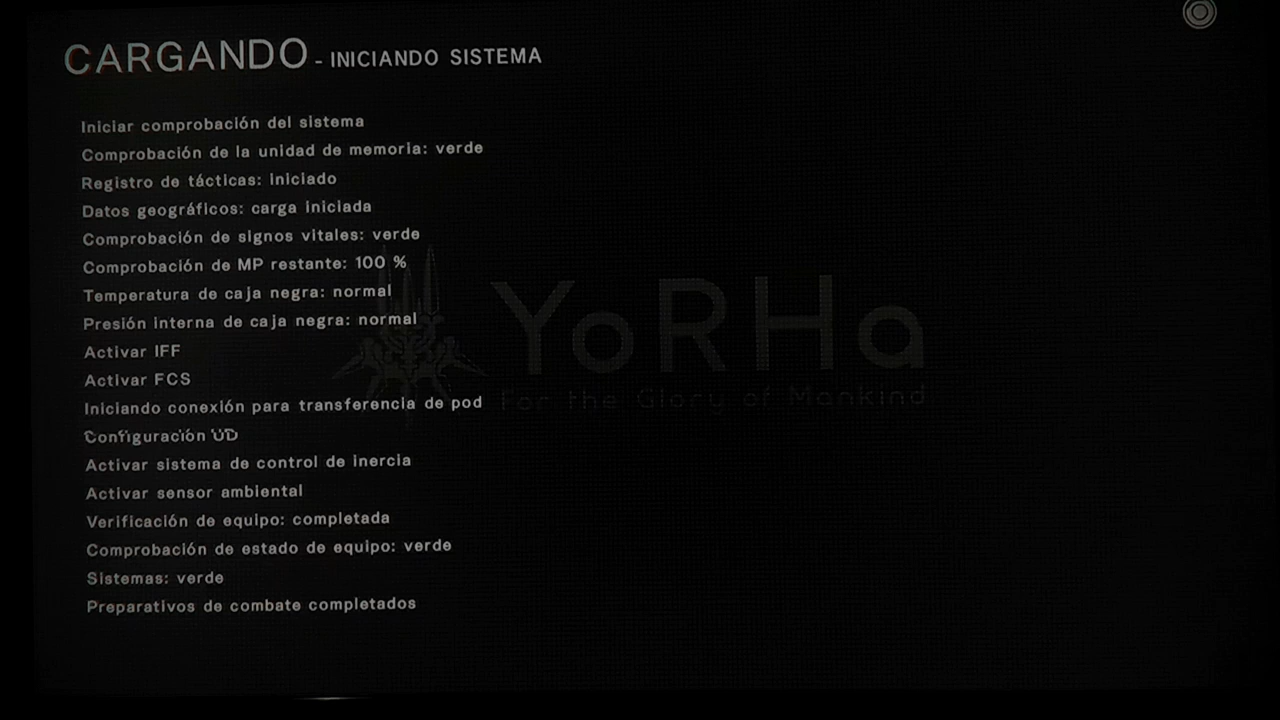 CARGANDO - INICIANDO SISTEMA
Iniciar comprobación del sistema
Comprobación de la unidad de memoria: verde
Registro de tácticas: Iniciado
Datos geográficos: carga iniciada
Comprobación de signos vitales: verde
Comprobación de MP restante: 100 %
Temperatura de caja negra: normal
Presión interna de caja negra: normal
Activar IFF
Activar FCS
Iniciando conexión para transferencia de pod
Configuración UD
Activar sistema de control de inercia
Activar sensor ambiental
Verificación de equipo: completada
Comprobación de estado de equipo: verde
Sistemas: verde
Preparativos de combate completados
YoRHa
For the Glory of Mankind